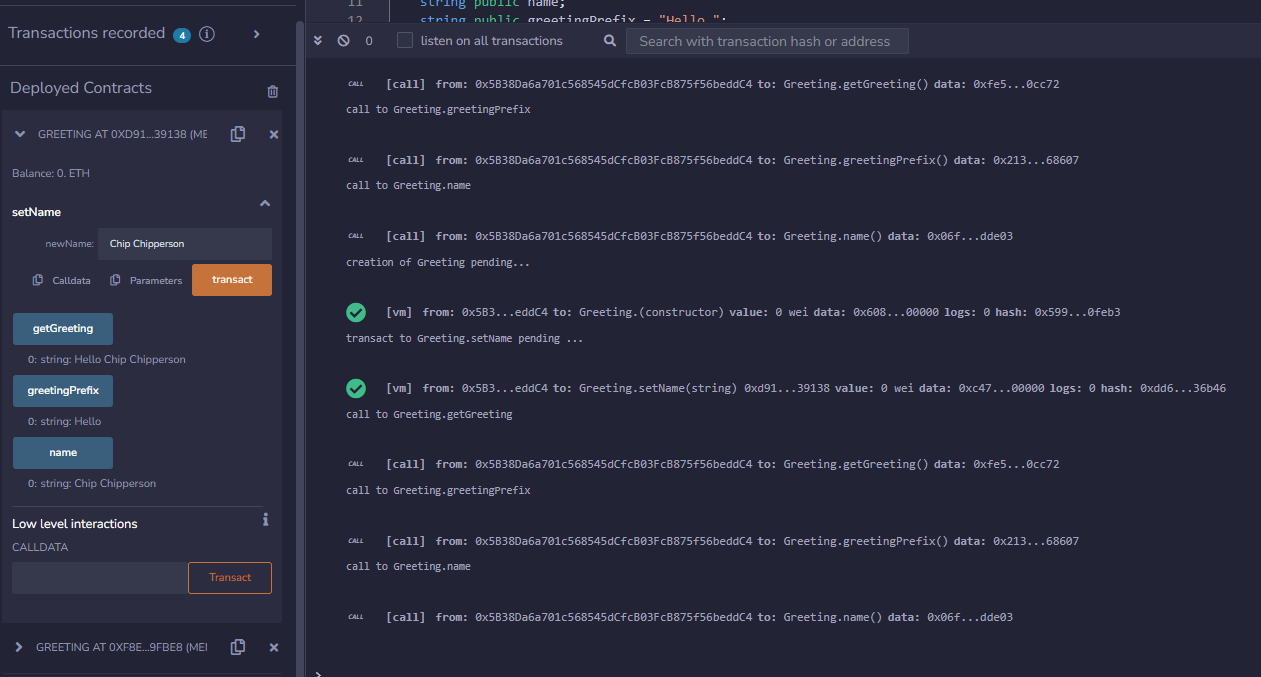 Transactions recorded 4 i
Deployed Contracts
GREETING AT 0XD91...39138 (ME
Balance: 0. ETH
setName
newName: Chip Chipperson
Calldata Parameters transact
getGreeting
0: string: Hello Chip Chipperson
greetingPrefix
0: string: Hello
name
0: string: Chip Chipperson
Low level interactions i
CALLDATA
Transact
GREETING AT 0XF8E...9FBE8 (MEI
11 string public name;
12 string public greetingPrefix = "Hello ";
0 listen on all transactions Search with transaction hash or address
CALL [call] from: 0x5B38Da6a701c568545dCfcB03FcB875f56beddC4 to: Greeting.getGreeting() data: 0xfe5...0cc72
call to Greeting.greetingPrefix
CALL [call] from: 0x5B38Da6a701c568545dCfcB03FcB875f56beddC4 to: Greeting.greetingPrefix() data: 0x213...68607
call to Greeting.name
CALL [call] from: 0x5B38Da6a701c568545dCfcB03FcB875f56beddC4 to: Greeting.name() data: 0x06f...dde03
creation of Greeting pending...
[vm] from: 0x5B3...eddC4 to: Greeting.(constructor) value: 0 wei data: 0x608...00000 logs: 0 hash: 0x599...0feb3
transact to Greeting.setName pending ...
[vm] from: 0x5B3...eddC4 to: Greeting.setName(string) 0xd91...39138 value: 0 wei data: 0xc47...00000 logs: 0 hash: 0xdd6...36b46
call to Greeting.getGreeting
CALL [call] from: 0x5B38Da6a701c568545dCfcB03FcB875f56beddC4 to: Greeting.getGreeting() data: 0xfe5...0cc72
call to Greeting.greetingPrefix
CALL [call] from: 0x5B38Da6a701c568545dCfcB03FcB875f56beddC4 to: Greeting.greetingPrefix() data: 0x213...68607
call to Greeting.name
CALL [call] from: 0x5B38Da6a701c568545dCfcB03FcB875f56beddC4 to: Greeting.name() data: 0x06f...dde03
>